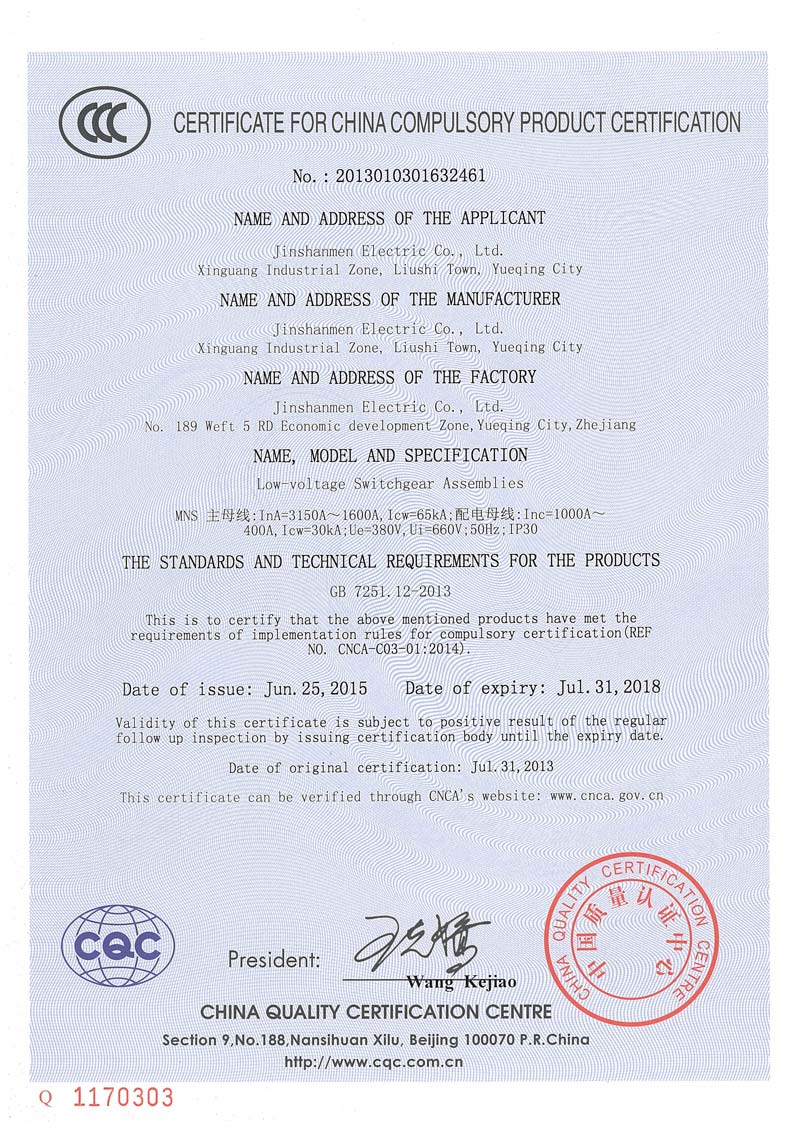 CCC
CERTIFICATE FOR CHINA COMPULSORY PRODUCT CERTIFICATION
No.: 2013010301632461
NAME AND ADDRESS OF THE APPLICANT
Jinshanmen Electric Co., Ltd.
Xinguang Industrial Zone, Liushi Town, Yueqing City
NAME AND ADDRESS OF THE MANUFACTURER
Jinshanmen Electric Co., Ltd.
Xinguang Industrial Zone, Liushi Town, Yueqing City
NAME AND ADDRESS OF THE FACTORY
Jinshanmen Electric Co., Ltd.
No. 189 Weft 5 RD Economic development Zone,Yueqing City,Zhejiang
NAME, MODEL AND SPECIFICATION
Low-voltage Switchgear Assemblies
MNS 主母线:InA=3150A～1600A,Icw=65kA;配电母线:Inc=1000A～
400A,Icw=30kA;Ue=380V,Ui=660V;50Hz;IP30
THE STANDARDS AND TECHNICAL REQUIREMENTS FOR THE PRODUCTS
GB 7251.12-2013
This is to certify that the above mentioned products have met the
requirements of implementation rules for compulsory certification(REF
NO. CNCA-C03-01:2014).
Date of issue: Jun.25,2015 Date of expiry: Jul.31,2018
Validity of this certificate is subject to positive result of the regular
follow up inspection by issuing certification body until the expiry date.
Date of original certification: Jul.31,2013
This certificate can be verified through CNCA's website: www.cnca.gov.cn
CHINA QUALITY CERTIFICATION CENTRE
中国质量认证中心
CQC
President:
Wang Kejiao
CHINA QUALITY CERTIFICATION CENTRE
Section 9,No.188,Nansihuan Xilu, Beijing 100070 P.R.China
http://www.cqc.com.cn
Q 1170303